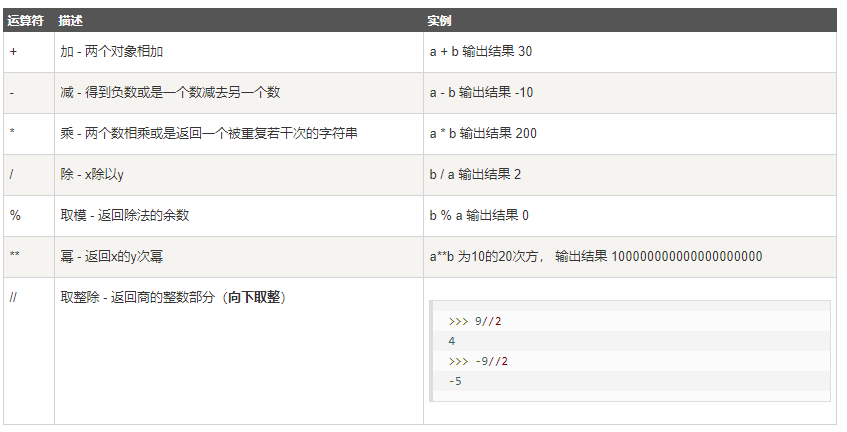 运算符 描述 实例
+ 加 - 两个对象相加 a + b 输出结果 30
- 减 - 得到负数或是一个数减去另一个数 a - b 输出结果 -10
* 乘 - 两个数相乘或是返回一个被重复若干次的字符串 a * b 输出结果 200
/ 除 - x除以y b / a 输出结果 2
% 取模 - 返回除法的余数 b % a 输出结果 0
** 幂 - 返回x的y次幂 a**b 为10的20次方， 输出结果 100000000000000000000
// 取整除 - 返回商的整数部分（向下取整）
>>> 9//2
4
>>> -9//2
-5